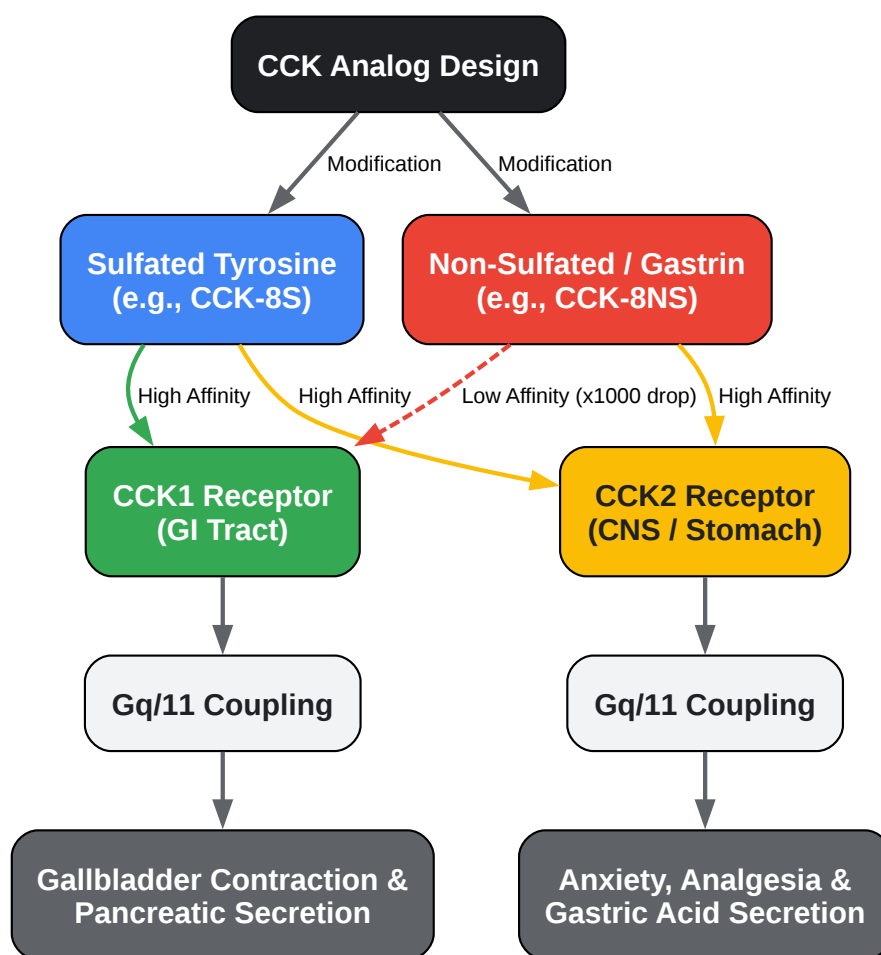 CCK Analog Design
Modification
Modification
Sulfated Tyrosine
(e.g., CCK-8S)
Non-Sulfated / Gastrin
(e.g., CCK-8NS)
High Affinity
High Affinity
Low Affinity (x1000 drop)
High Affinity
CCK1 Receptor
(GI Tract)
CCK2 Receptor
(CNS / Stomach)
Gq/11 Coupling
Gq/11 Coupling
Gallbladder Contraction &
Pancreatic Secretion
Anxiety, Analgesia &
Gastric Acid Secretion